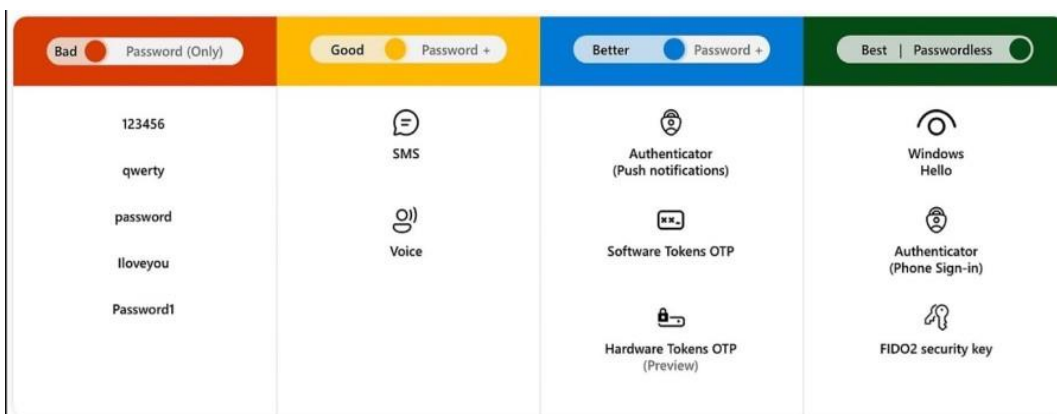 Bad Password (Only)
123456
qwerty
password
Iloveyou
Password1
Good Password +
SMS
Voice
Better Password +
Authenticator
(Push notifications)
Software Tokens OTP
Hardware Tokens OTP
(Preview)
Best | Passwordless
Windows
Hello
Authenticator
(Phone Sign-in)
FIDO2 security key